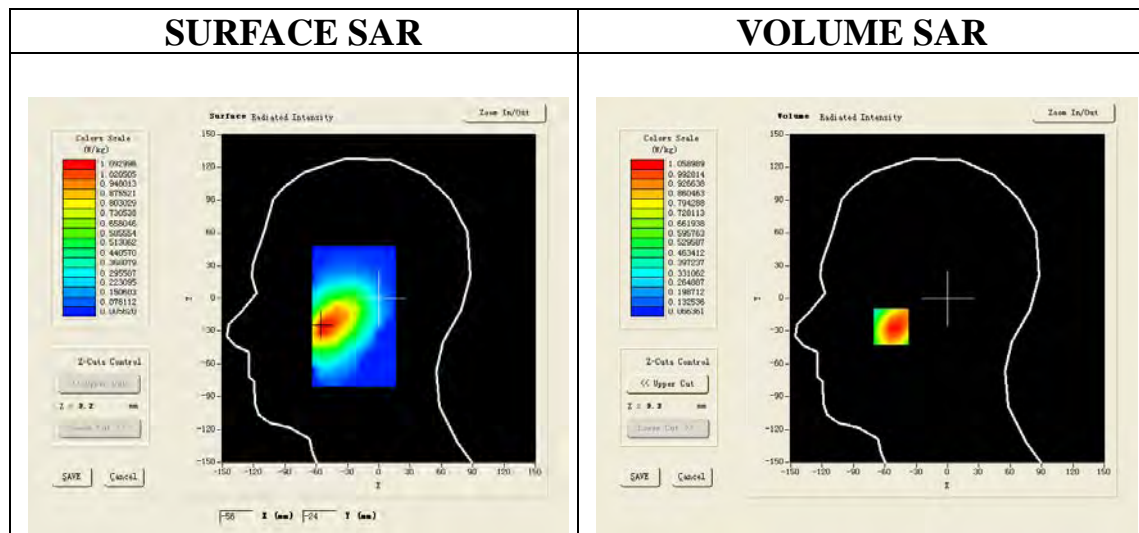 SURFACE SAR
VOLUME SAR
Surface Radiated Intensity
Zoom In/Out
Colors Scale
(W/kg)
1.092998
1.020505
0.948013
0.875521
0.803029
0.730538
0.658046
0.585554
0.513062
0.440570
0.368079
0.295587
0.223095
0.150603
0.078112
0.005620
150
120
90
60
30
0
-30
-60
-90
-120
-150
Y
-150 -120 -90 -60 -30 0 30 60 90 120 150
X
Z-Cuts Control
<< Upper Cut
Z = mm
Lower Cut >>
SAVE
Cancel
X (mm) -24 Y (mm)
Volume Radiated Intensity
Zoom In/Out
Colors Scale
(W/kg)
1.058989
0.992814
0.926638
0.860463
0.794288
0.728113
0.661938
0.595763
0.529587
0.463412
0.397237
0.331062
0.264887
0.198712
0.132536
0.066361
150
120
90
60
30
0
-30
-60
-90
-120
-150
Y
-150 -120 -90 -60 -30 0 30 60 90 120 150
X
Z-Cuts Control
<< Upper Cut
Z = mm
Lower Cut >>
SAVE
Cancel